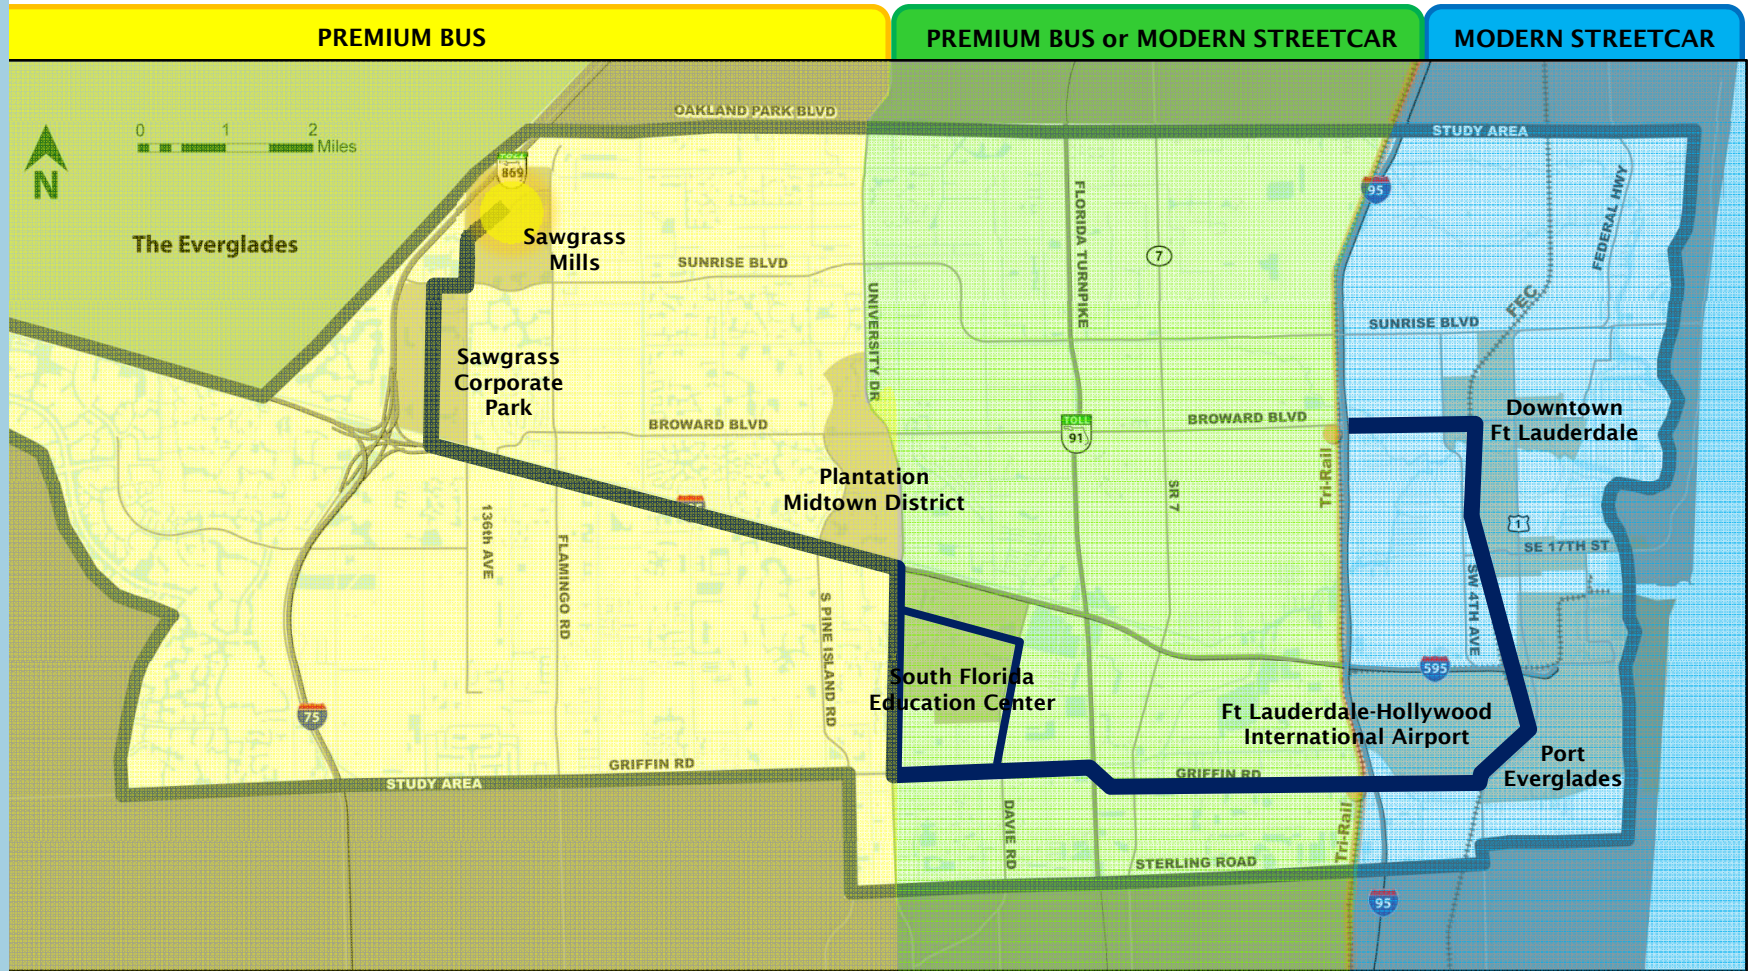 PREMIUM BUS
PREMIUM BUS or MODERN STREETCAR
MODERN STREETCAR
OAKLAND PARK BLVD
STUDY AREA
0 1 2
Miles
N
869
95
FEDERAL HWY
The Everglades
Sawgrass
Mills
SUNRISE BLVD
FLORIDA TURNPIKE
7
UNIVERSITY DR
FEC
SUNRISE BLVD
Sawgrass
Corporate
Park
BROWARD BLVD
TOLL
91
BROWARD BLVD
Downtown
Ft Lauderdale
Tri-Rail
Plantation
Midtown District
SR 7
1
SE 17TH ST
136th AVE
FLAMINGO RD
S PINE ISLAND RD
SW 4TH AVE
595
South Florida
Education Center
75
Ft Lauderdale-Hollywood
International Airport
Port
Everglades
GRIFFIN RD
STUDY AREA
GRIFFIN RD
DAVIE RD
Tri-Rail
STERLING ROAD
95